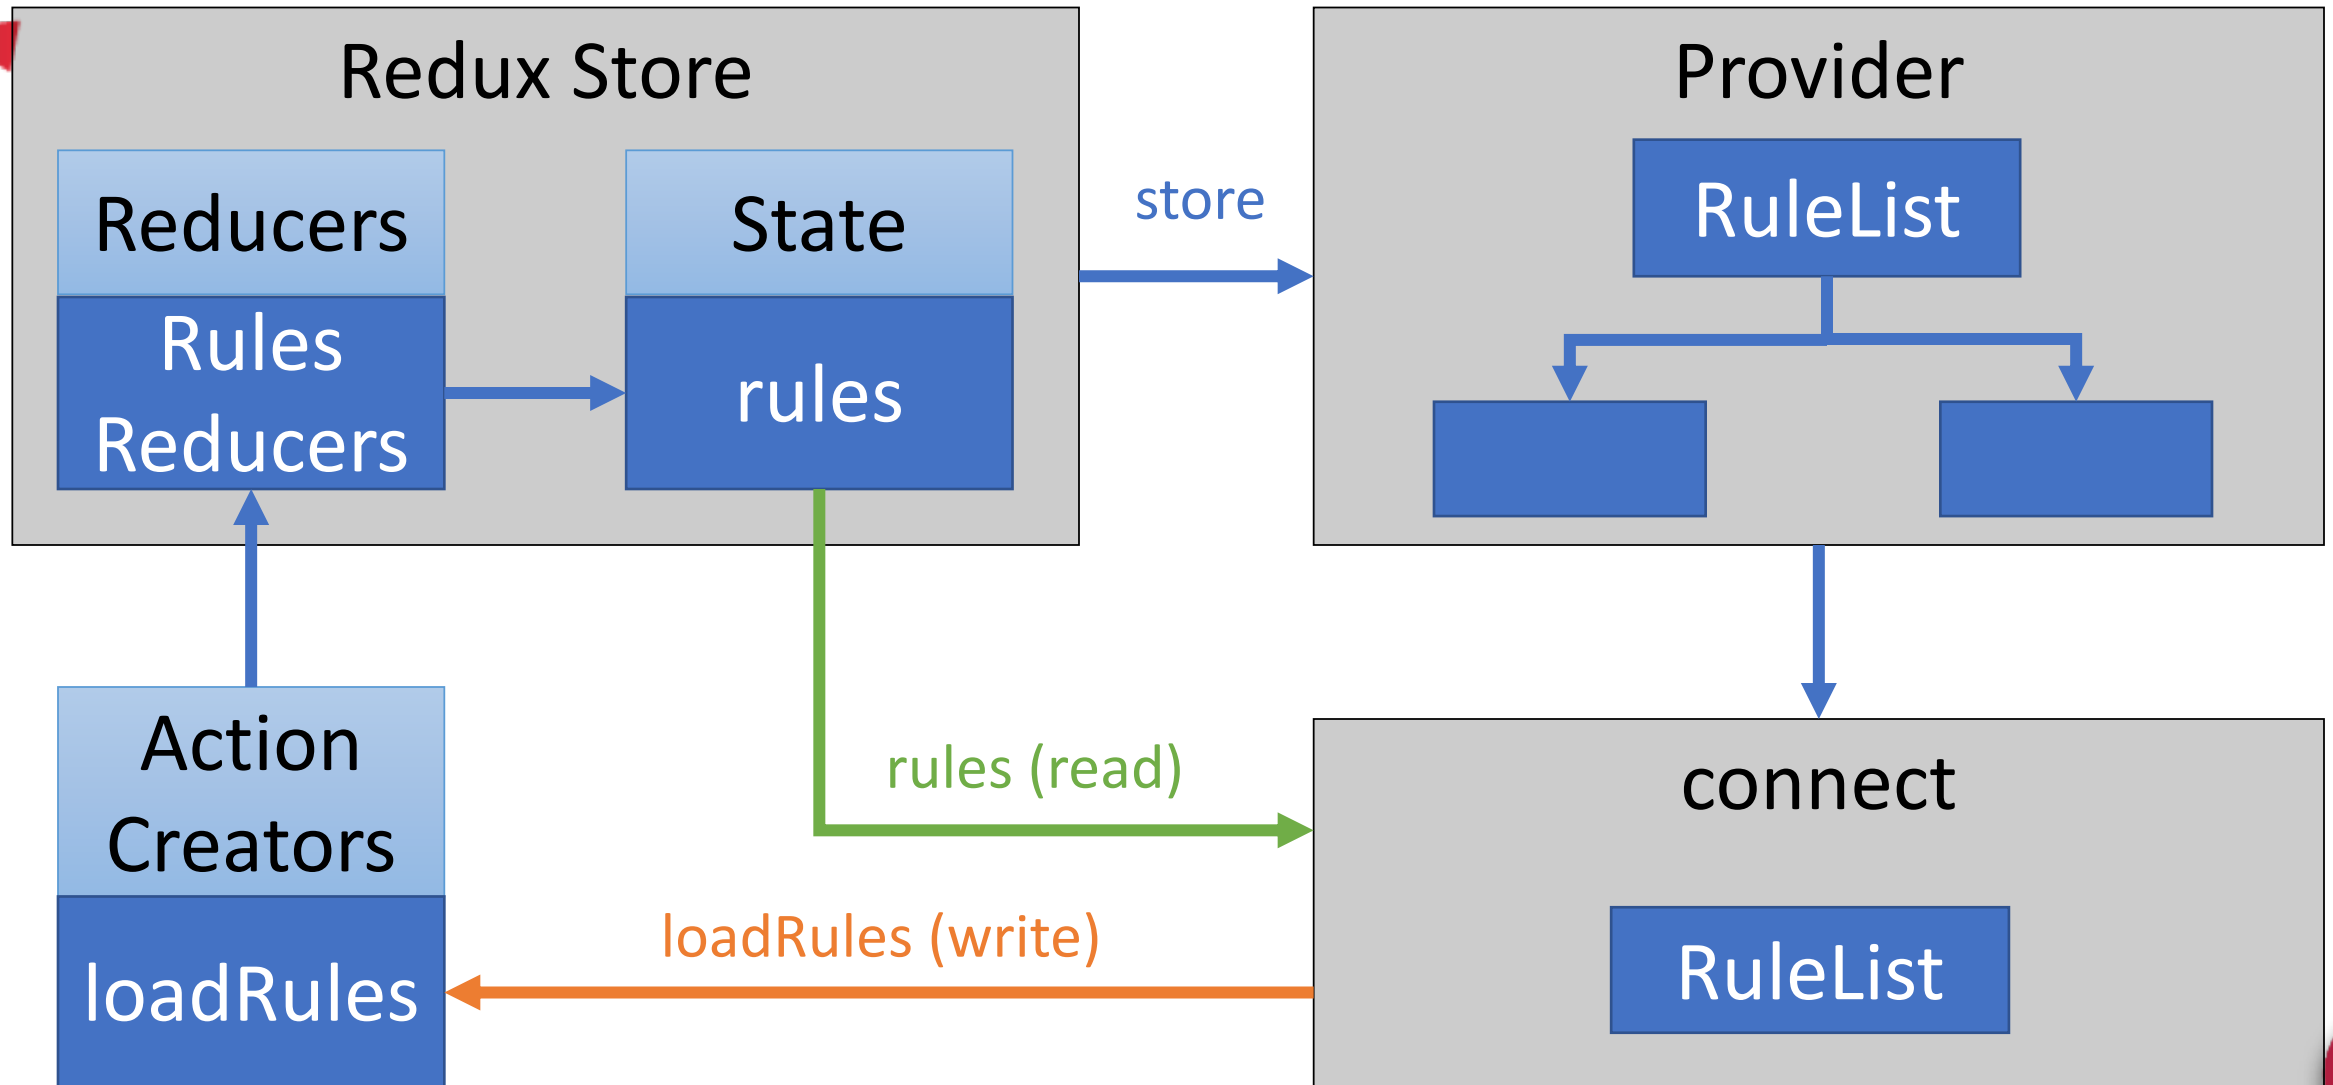 Redux Store
Reducers
Rules
Reducers
State
rules
store
Provider
RuleList
Action
Creators
loadRules
rules (read)
loadRules (write)
connect
RuleList